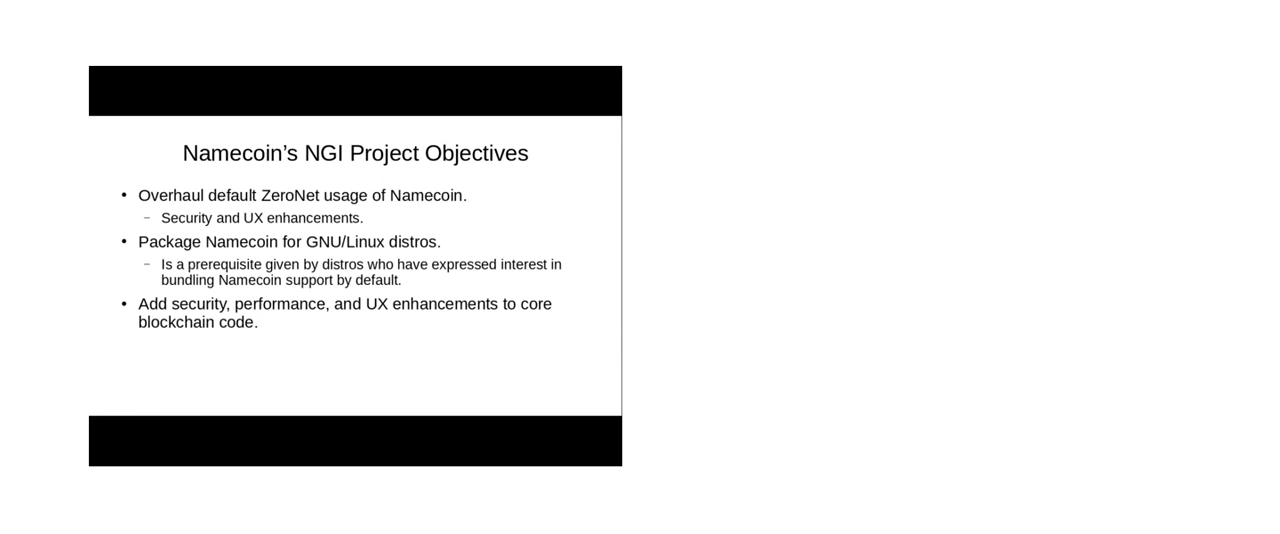 Namecoin’s NGI Project Objectives
• Overhaul default ZeroNet usage of Namecoin.
– Security and UX enhancements.
• Package Namecoin for GNU/Linux distros.
– Is a prerequisite given by distros who have expressed interest in
bundling Namecoin support by default.
• Add security, performance, and UX enhancements to core
blockchain code.